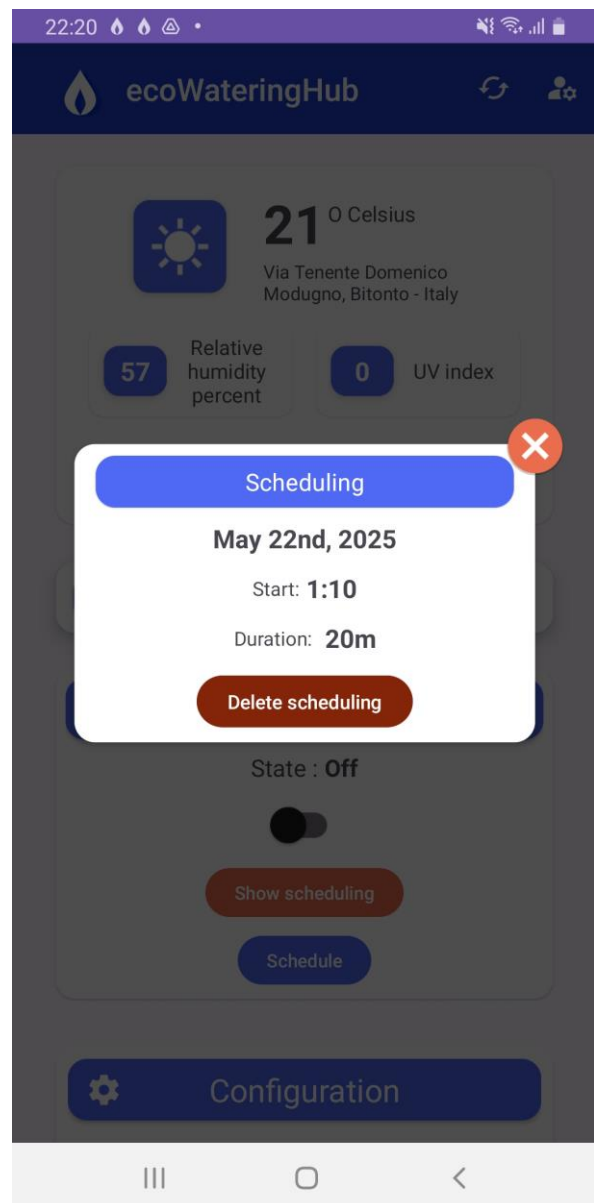 22:20
ecoWateringHub
21 O Celsius
Via Tenente Domenico
Modugno, Bitonto - Italy
57
Relative
humidity
percent
0
UV index
Scheduling
May 22nd, 2025
Start: 1:10
Duration: 20m
Delete scheduling
State : Off
Show scheduling
Schedule
Configuration